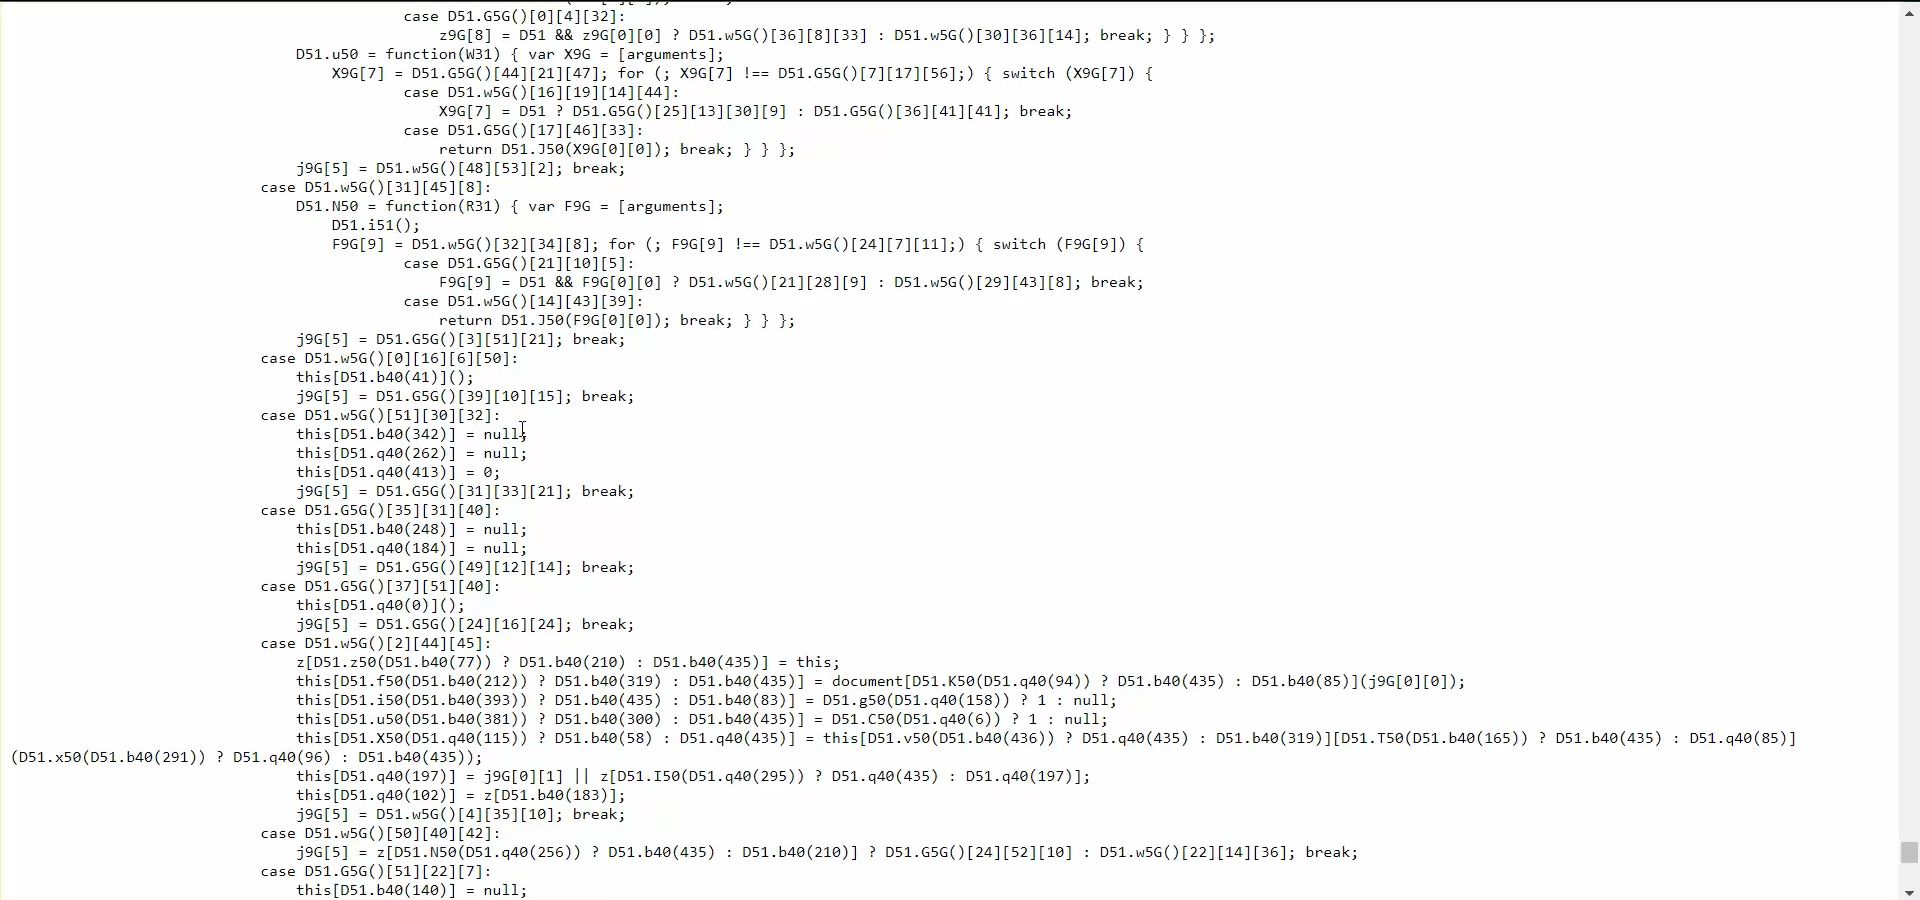 case D51.G5G()[0][4][32]:
z9G[8] = D51 && z9G[0][0] ? D51.w5G()[36][8][33] : D51.w5G()[30][36][14]; break; } } };
D51.u50 = function(W31) { var X9G = [arguments];
X9G[7] = D51.G5G()[44][21][47]; for (; X9G[7] !== D51.G5G()[7][17][56];) { switch (X9G[7]) {
case D51.w5G()[16][19][14][44]:
X9G[7] = D51 ? D51.G5G()[25][13][30][9] : D51.G5G()[36][41][41]; break;
case D51.G5G()[17][46][33]:
return D51.J50(X9G[0][0]); break; } } };
j9G[5] = D51.w5G()[48][53][2]; break;
case D51.w5G()[31][45][8]:
D51.N50 = function(R31) { var F9G = [arguments];
D51.i51();
F9G[9] = D51.w5G()[32][34][8]; for (; F9G[9] !== D51.w5G()[24][7][11];) { switch (F9G[9]) {
case D51.G5G()[21][10][5]:
F9G[9] = D51 && F9G[0][0] ? D51.w5G()[21][28][9] : D51.w5G()[29][43][8]; break;
case D51.w5G()[14][43][39]:
return D51.J50(F9G[0][0]); break; } } };
j9G[5] = D51.G5G()[3][51][21]; break;
case D51.w5G()[0][16][6][50]:
this[D51.b40(41)]();
j9G[5] = D51.G5G()[39][10][15]; break;
case D51.w5G()[51][30][32]:
this[D51.b40(342)] = null;
this[D51.q40(262)] = null;
this[D51.q40(413)] = 0;
j9G[5] = D51.G5G()[31][33][21]; break;
case D51.G5G()[35][31][40]:
this[D51.b40(248)] = null;
this[D51.q40(184)] = null;
j9G[5] = D51.G5G()[49][12][14]; break;
case D51.G5G()[37][51][40]:
this[D51.q40(0)]();
j9G[5] = D51.G5G()[24][16][24]; break;
case D51.w5G()[2][44][45]:
z[D51.z50(D51.b40(77)) ? D51.b40(210) : D51.b40(435)] = this;
this[D51.f50(D51.b40(212)) ? D51.b40(319) : D51.b40(435)] = document[D51.K50(D51.q40(94)) ? D51.b40(435) : D51.b40(85)](j9G[0][0]);
this[D51.i50(D51.b40(393)) ? D51.b40(435) : D51.b40(83)] = D51.g50(D51.q40(158)) ? 1 : null;
this[D51.u50(D51.b40(381)) ? D51.b40(300) : D51.b40(435)] = D51.C50(D51.q40(6)) ? 1 : null;
this[D51.X50(D51.q40(115)) ? D51.b40(58) : D51.q40(435)] = this[D51.v50(D51.b40(436)) ? D51.q40(435) : D51.b40(319)][D51.T50(D51.b40(165)) ? D51.b40(435) : D51.q40(85)]
(D51.x50(D51.b40(291)) ? D51.q40(96) : D51.b40(435));
this[D51.q40(197)] = j9G[0][1] || z[D51.I50(D51.q40(295)) ? D51.q40(435) : D51.q40(197)];
this[D51.q40(102)] = z[D51.b40(183)];
j9G[5] = D51.w5G()[4][35][10]; break;
case D51.w5G()[50][40][42]:
j9G[5] = z[D51.N50(D51.q40(256)) ? D51.b40(435) : D51.b40(210)] ? D51.G5G()[24][52][10] : D51.w5G()[22][14][36]; break;
case D51.G5G()[51][22][7]:
this[D51.b40(140)] = null;